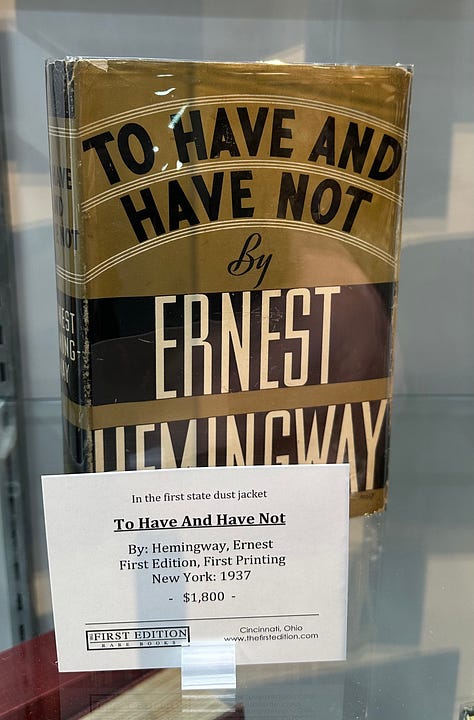 TO HAVE AND
HAVE NOT
By
ERNEST
HEMINGWAY
In the first state dust jacket
To Have And Have Not
By: Hemingway, Ernest
First Edition, First Printing
New York: 1937
- $1,800 -
THE FIRST EDITION
RARE BOOKS
Cincinnati, Ohio
www.thefirstedition.com